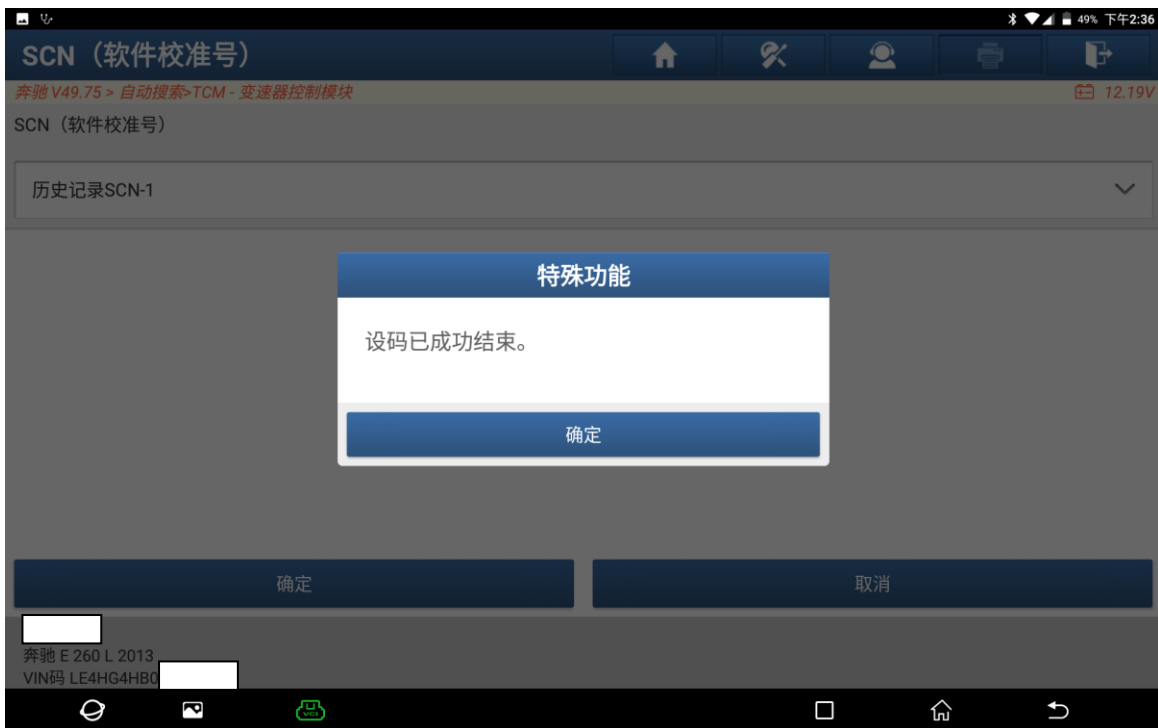 49% 下午2:36
SCN（软件校准号）
奔驰 V49.75 > 自动搜索>TCM - 变速器控制模块
12.19V
SCN（软件校准号）
历史记录SCN-1
特殊功能
设码已成功结束。
确定
确定
取消
奔驰 E 260 L 2013
VIN码 LE4HG4HB0
VCI